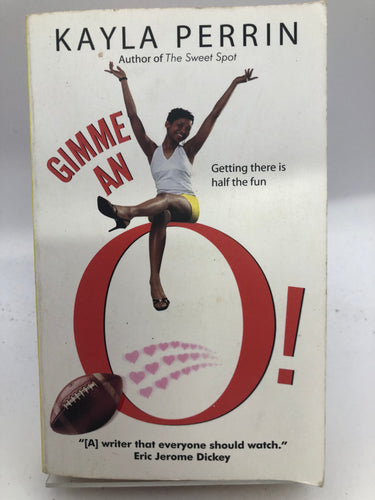 KAYLA PERRIN
Author of The Sweet Spot
GIMME
AN
Getting there is
half the fun
O!
"[A] writer that everyone should watch."
Eric Jerome Dickey